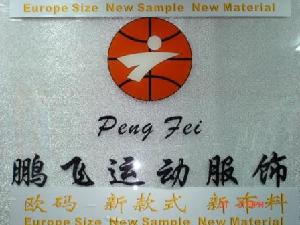 Europe Size New Sample New Material
Peng Fei
鹏飞运动服饰
欧码 新款式 新布料
Europe Size New Sample New Material